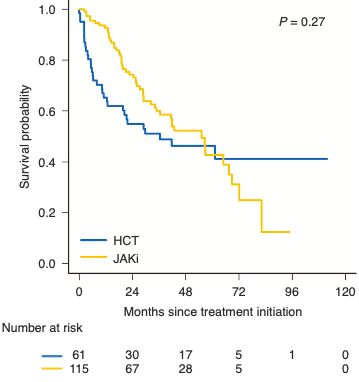 1.0
P = 0.27
0.8
0.6
0.4
0.2
0.0
Survival probability
HCT
JAKi
0 24 48 72 96 120
Months since treatment initiation
Number at risk
61 30 17 5 1 0
115 67 28 5 0